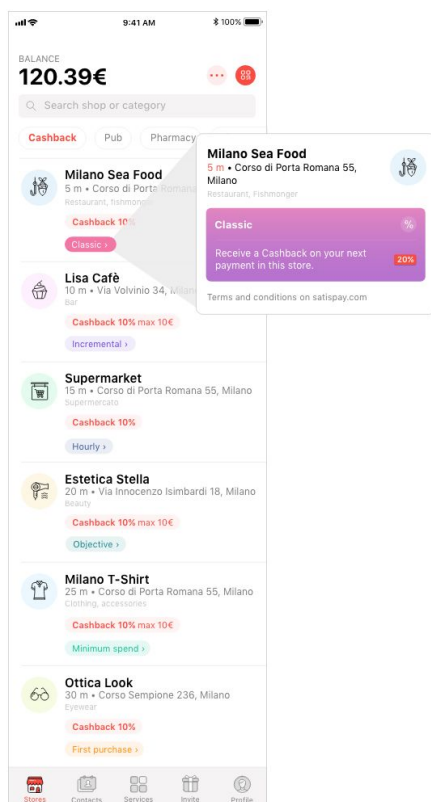 9:41 AM
100%
BALANCE
120.39€
Search shop or category
Cashback
Pub
Pharmacy
Milano Sea Food
5 m • Corso di Porta Romana
Restaurant, fishmonger
Cashback 10%
Classic ›
Milano Sea Food
5 m • Corso di Porta Romana 55,
Milano
Restaurant, Fishmonger
Classic
%
Receive a Cashback on your next
payment in this store.
20%
Terms and conditions on satispay.com
Lisa Cafè
10 m • Via Volvinio 34, Milano
Bar
Cashback 10% max 10€
Incremental ›
Supermarket
15 m • Corso di Porta Romana 55, Milano
Supermercato
Cashback 10%
Hourly ›
Estetica Stella
20 m • Via Innocenzo Isimbardi 18, Milano
Beauty
Cashback 10% max 10€
Objective ›
Milano T-Shirt
25 m • Corso di Porta Romana 55, Milano
Clothing, accessories
Cashback 10% max 10€
Minimum spend ›
Ottica Look
30 m • Corso Sempione 236, Milano
Eyewear
Cashback 10%
First purchase ›
Stores
Contacts
Services
Invite
Profile